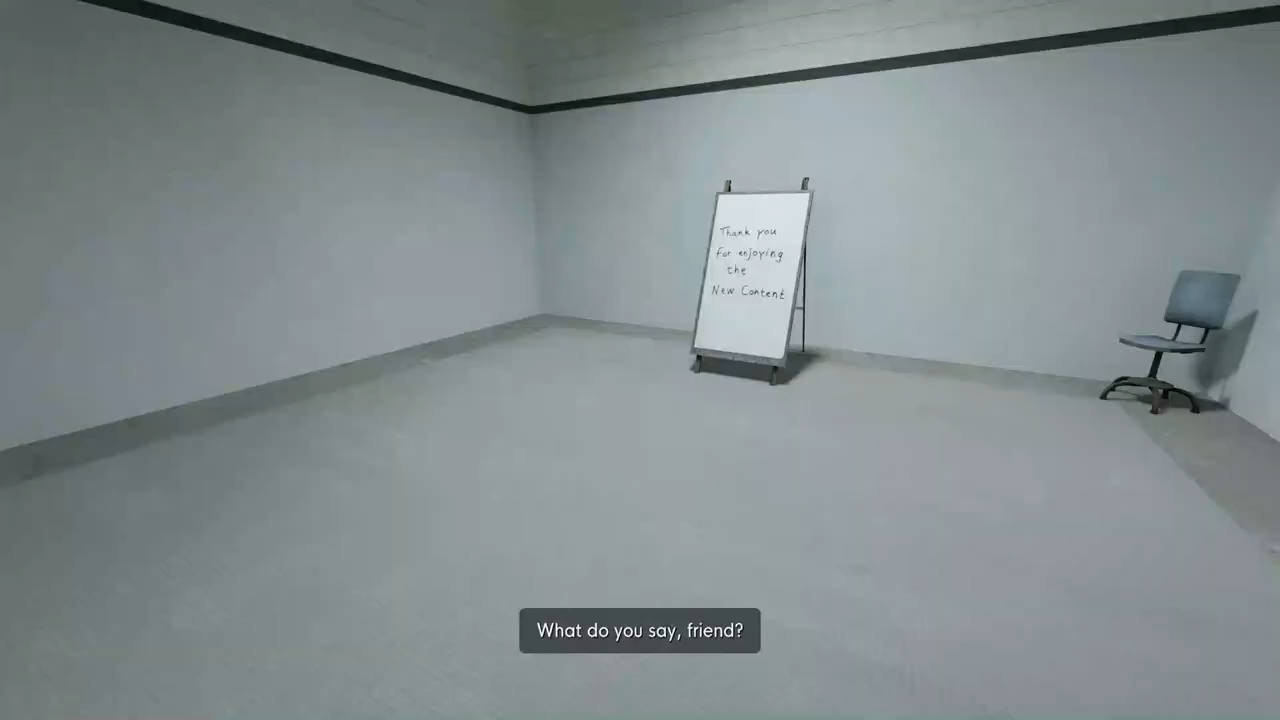 Thank you
for enjoying
the
New Content
What do you say, friend?